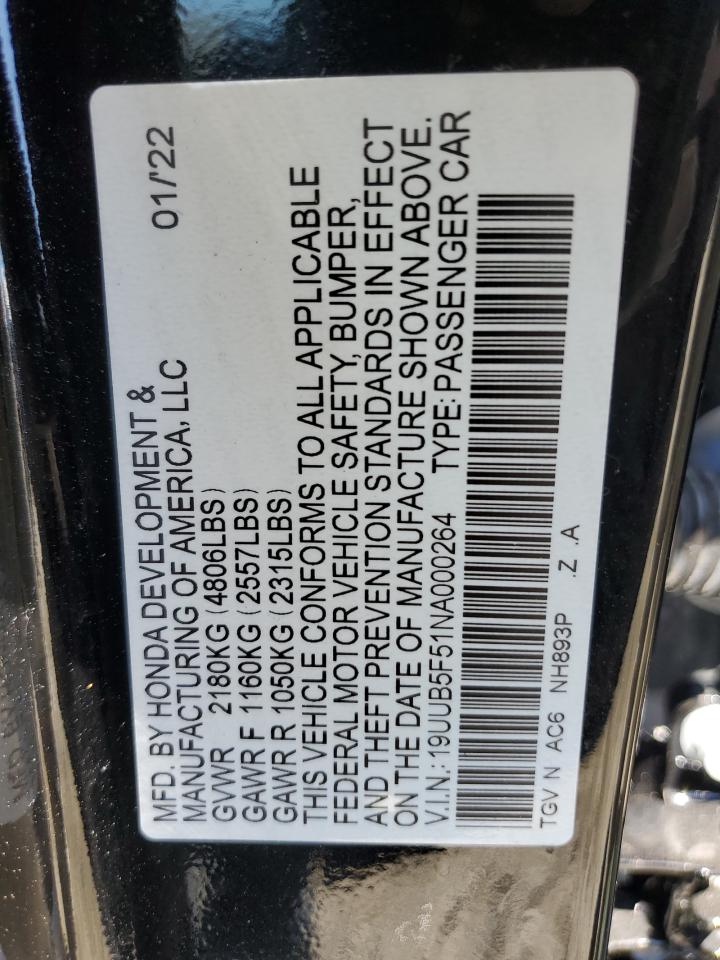 MFD. BY HONDA DEVELOPMENT &
MANUFACTURING OF AMERICA, LLC 01/'22
GVWR 2180KG (4806LBS)
GAWR F 1160KG (2557LBS)
GAWR R 1050KG (2315LBS)
THIS VEHICLE CONFORMS TO ALL APPLICABLE
FEDERAL MOTOR VEHICLE SAFETY, BUMPER,
AND THEFT PREVENTION STANDARDS IN EFFECT
ON THE DATE OF MANUFACTURE SHOWN ABOVE.
V.I.N.:19UUB5F51NA000264 TYPE:PASSENGER CAR
TGV N AC6 NH893P .Z .A